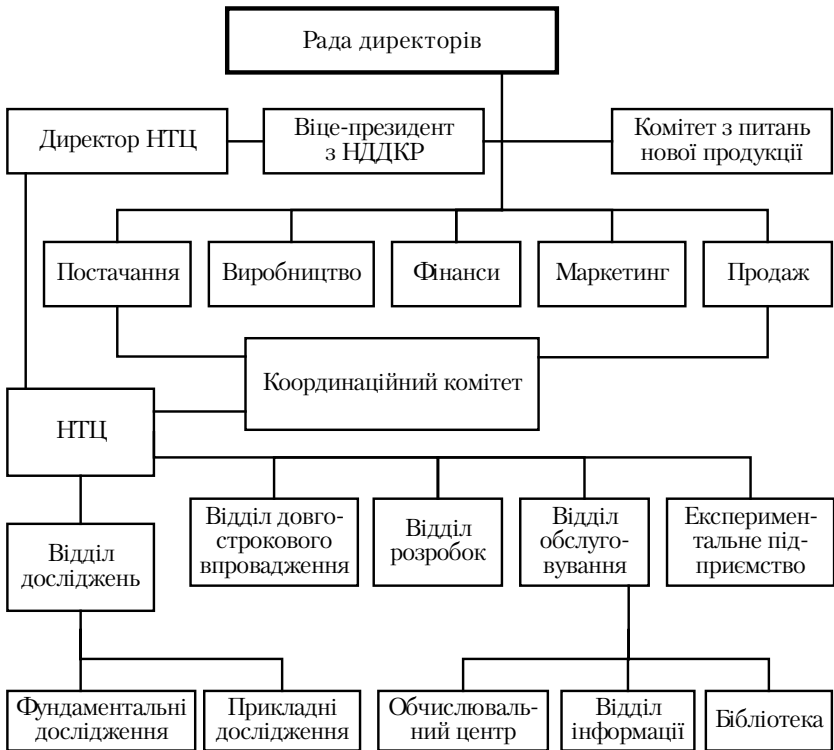 Рада директорів
Директор НТЦ
Віце-президент
з НДДКР
Комітет з питань
нової продукції
Постачання
Виробництво
Фінанси
Маркетинг
Продаж
Координаційний комітет
НТЦ
Відділ
досліджень
Відділ довго-
строкового
впровадження
Відділ
розробок
Відділ
обслуго-
вування
Експеримен-
тальне під-
приємство
Фундаментальні
дослідження
Прикладні
дослідження
Обчислюваль-
ний центр
Відділ
інформації
Бібліотека